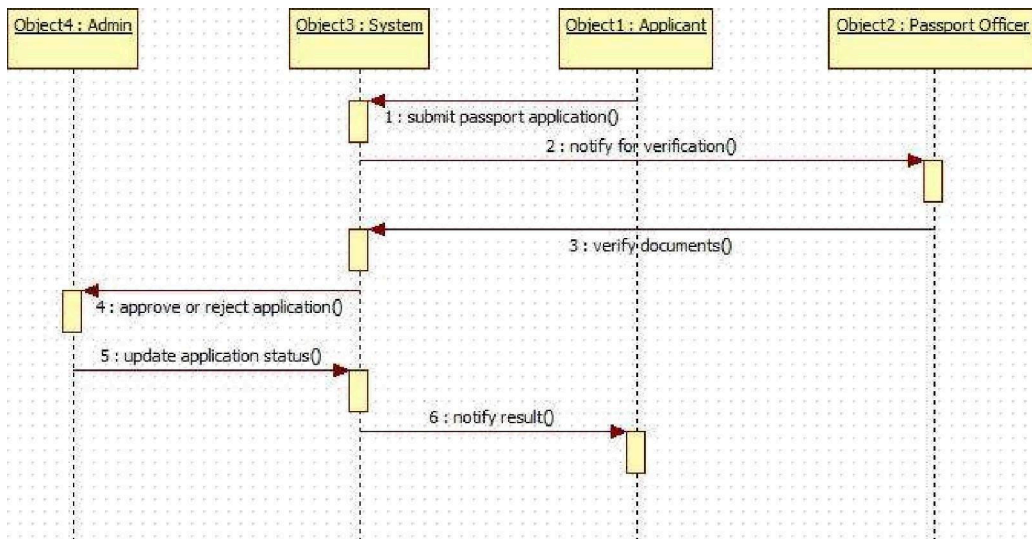 Object4 : Admin
Object3 : System
Object1 : Applicant
Object2 : Passport Officer
1 : submit passport application()
2 : notify for verification()
3 : verify documents()
4 : approve or reject application()
5 : update application status()
6 : notify result()